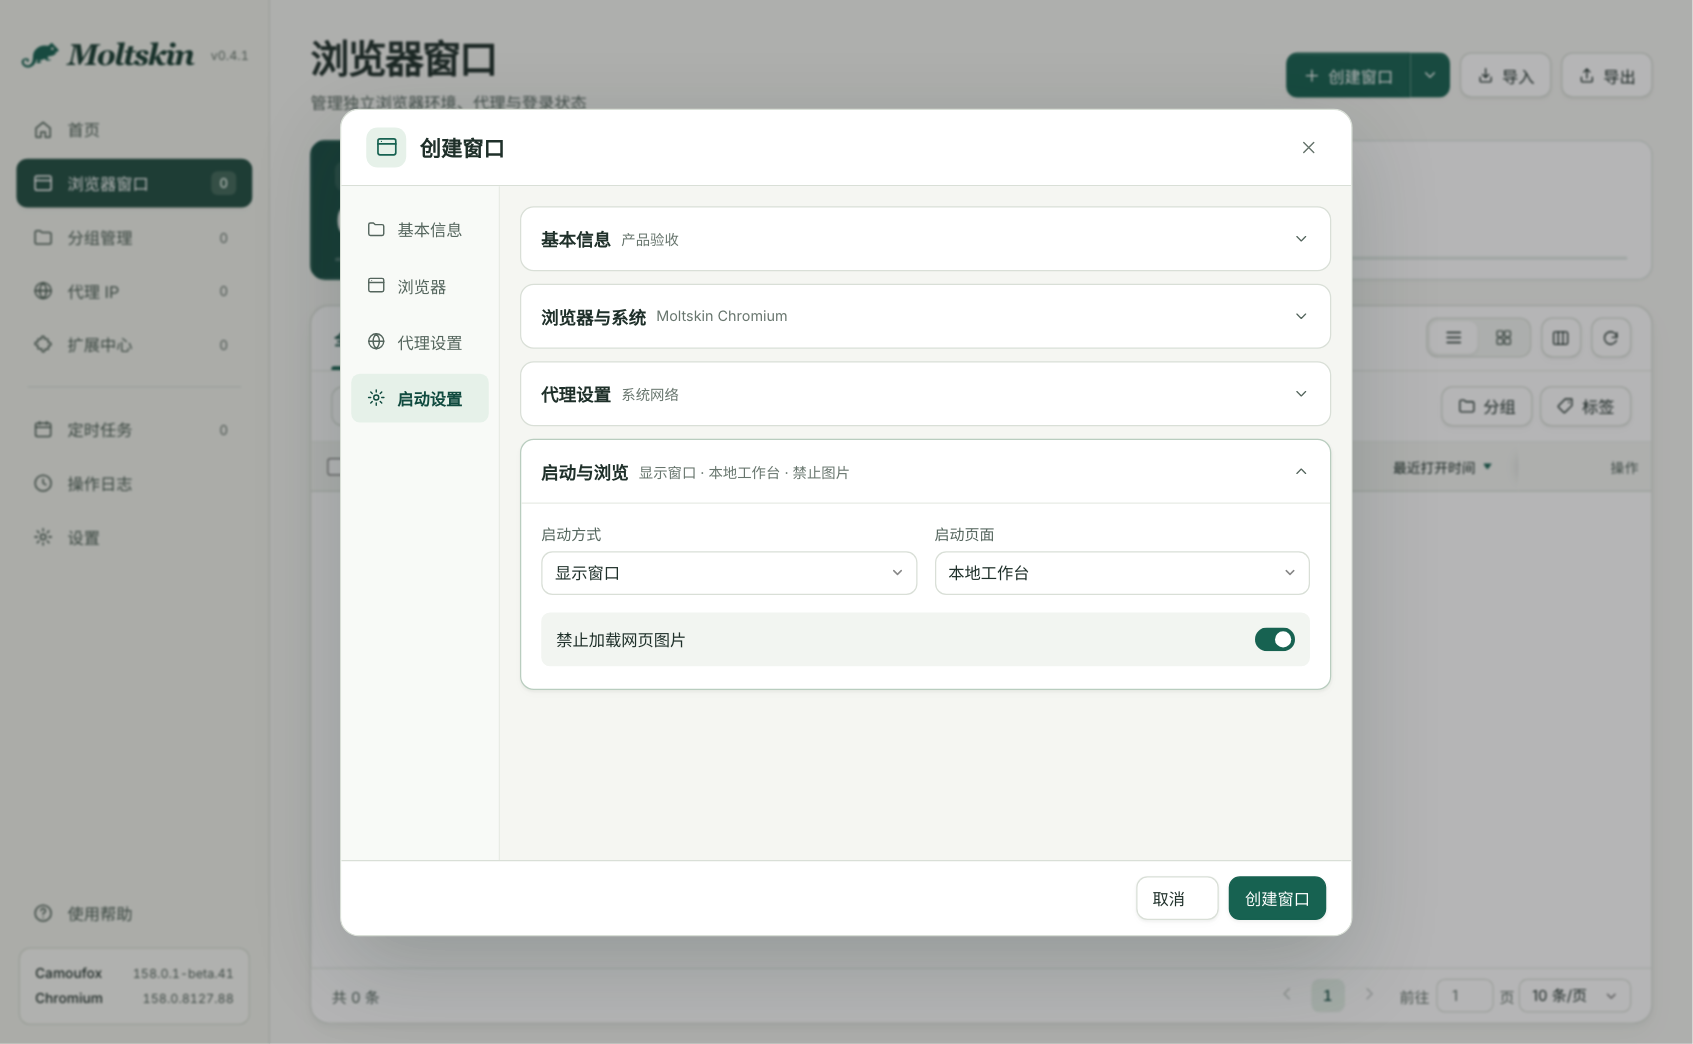 Moltskin v0.4.1
首页
浏览器窗口 0
分组管理 0
代理 IP 0
扩展中心 0
定时任务 0
操作日志
设置
使用帮助
Camoufox 158.0.1-beta.41
Chromium 158.0.8127.88
浏览器窗口
管理独立浏览器环境、代理与登录状态
创建窗口
导入
导出
分组
标签
最近打开时间
操作
共 0 条
1
前往 1 页
10 条/页
创建窗口
基本信息
浏览器
代理设置
启动设置
基本信息 产品验收
浏览器与系统 Moltskin Chromium
代理设置 系统网络
启动与浏览 显示窗口 · 本地工作台 · 禁止图片
启动方式
启动页面
显示窗口
本地工作台
禁止加载网页图片
取消
创建窗口